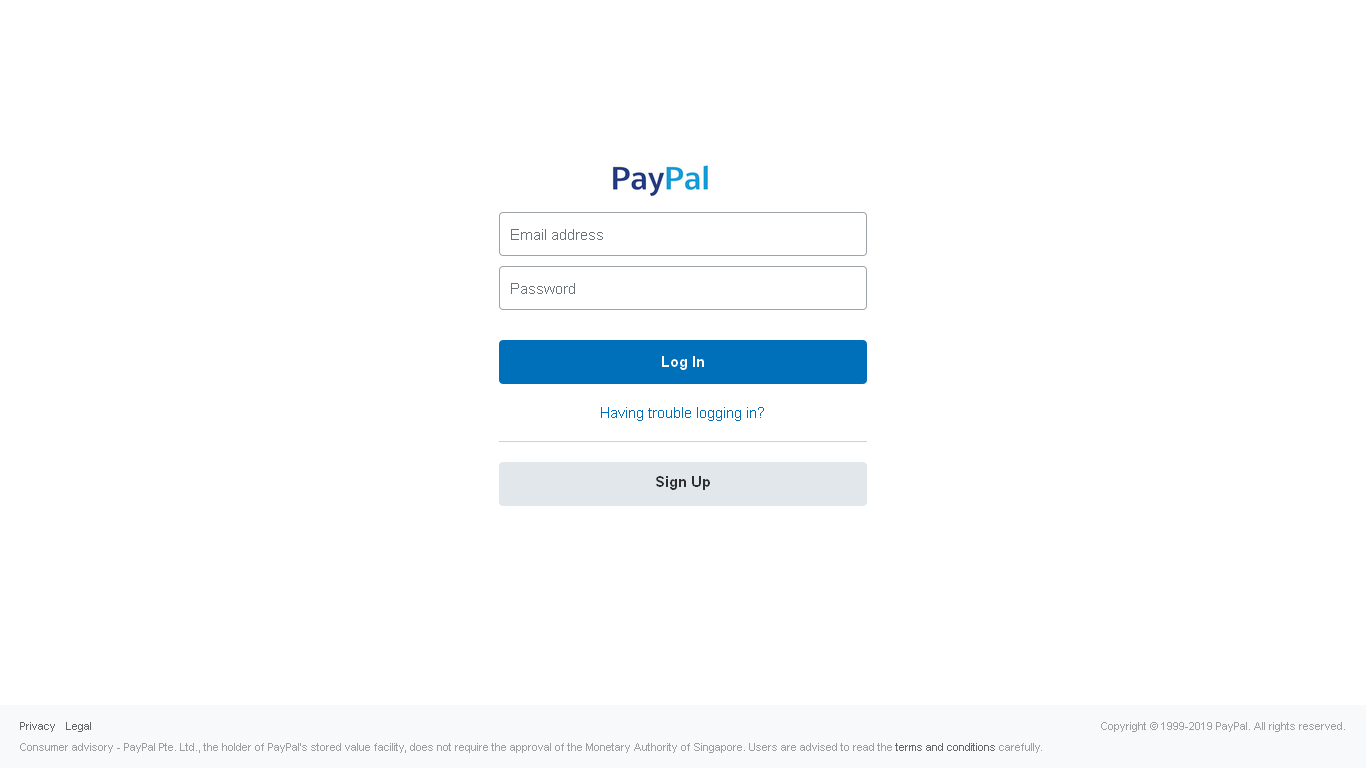 PayPal
Email address
Password
Log In
Having trouble logging in?
Sign Up
Privacy Legal
Copyright © 1999-2019 PayPal. All rights reserved.
Consumer advisory - PayPal Pte. Ltd., the holder of PayPal's stored value facility, does not require the approval of the Monetary Authority of Singapore. Users are advised to read the terms and conditions carefully.